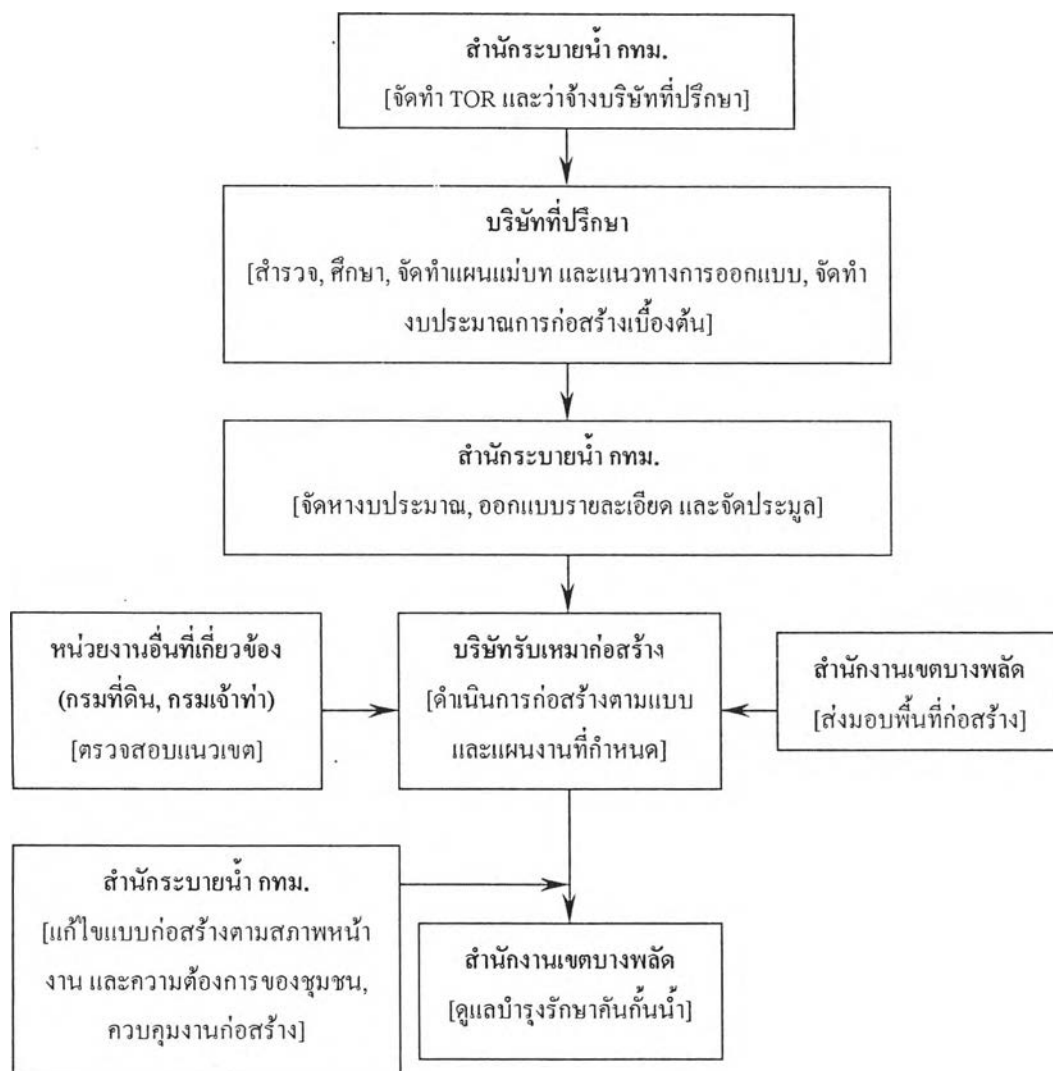 สำนักระบายน้ำ กทม.
[จัดทำ TOR และว่าจ้างบริษัทที่ปรึกษา]
บริษัทที่ปรึกษา
[สำรวจ, ศึกษา, จัดทำแผนแม่บท และแนวทางการออกแบบ, จัดทำ
งบประมาณการก่อสร้างเบื้องต้น]
สำนักระบายน้ำ กทม.
[จัดหางบประมาณ, ออกแบบรายละเอียด และจัดประมูล]
หน่วยงานอื่นที่เกี่ยวข้อง
(กรมที่ดิน, กรมเจ้าท่า)
[ตรวจสอบแนวเขต]
บริษัทรับเหมาก่อสร้าง
[ดำเนินการก่อสร้างตามแบบ
และแผนงานที่กำหนด]
สำนักงานเขตบางพลัด
[ส่งมอบพื้นที่ก่อสร้าง]
สำนักระบายน้ำ กทม.
[แก้ไขแบบก่อสร้างตามสภาพหน้า
งาน และความต้องการของชุมชน,
ควบคุมงานก่อสร้าง]
สำนักงานเขตบางพลัด
[ดูแลบำรุงรักษาคันกั้นน้ำ]